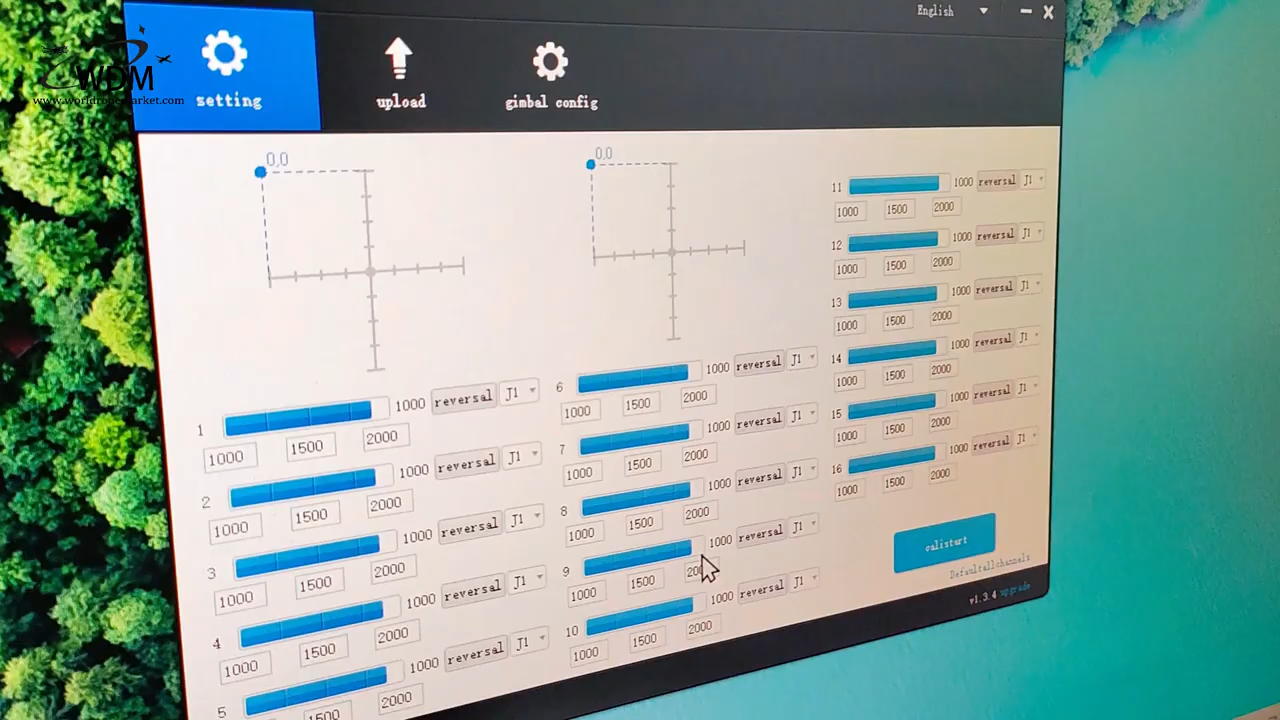 English
WDM
www.worldronemarket.com
setting
upload
gimbal config
0,0
0,0
1 1000 reversal J1
1000 1500 2000
2 1000 reversal J1
1000 1500 2000
3 1000 reversal J1
1000 1500 2000
4 1000 reversal J1
1000 1500 2000
5 1000 reversal J1
1000 1500 2000
6 1000 reversal J1
1000 1500 2000
7 1000 reversal J1
1000 1500 2000
8 1000 reversal J1
1000 1500 2000
9 1000 reversal J1
1000 1500
10 1000 reversal J1
1000 1500 2000
11 1000 reversal J1
1000 1500 2000
12 1000 reversal J1
1000 1500 2000
13 1000 reversal J1
1000 1500 2000
14 1000 reversal J1
1000 1500 2000
15 1000 reversal J1
1000 1500 2000
16 1000 reversal J1
1000 1500 2000
calistart
Default all channels
v1.3.4 upgrade